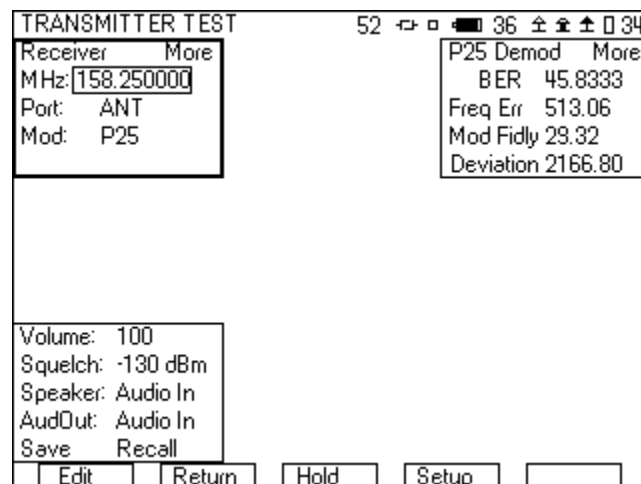 TRANSMITTER TEST 52 36 34
Receiver More
MHz: 158.250000
Port: ANT
Mod: P25
P25 Demod More
BER 45.8333
Freq Err 513.06
Mod Fidly 29.32
Deviation 2166.80
Volume: 100
Squelch: -130 dBm
Speaker: Audio In
AudOut: Audio In
Save Recall
Edit Return Hold Setup